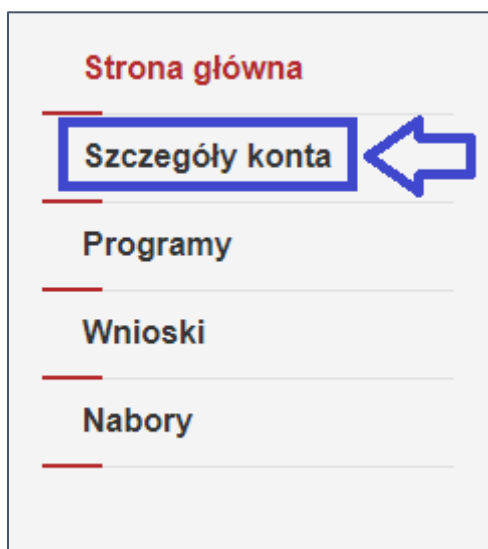 Strona główna
Szczegóły konta
Programy
Wnioski
Nabory